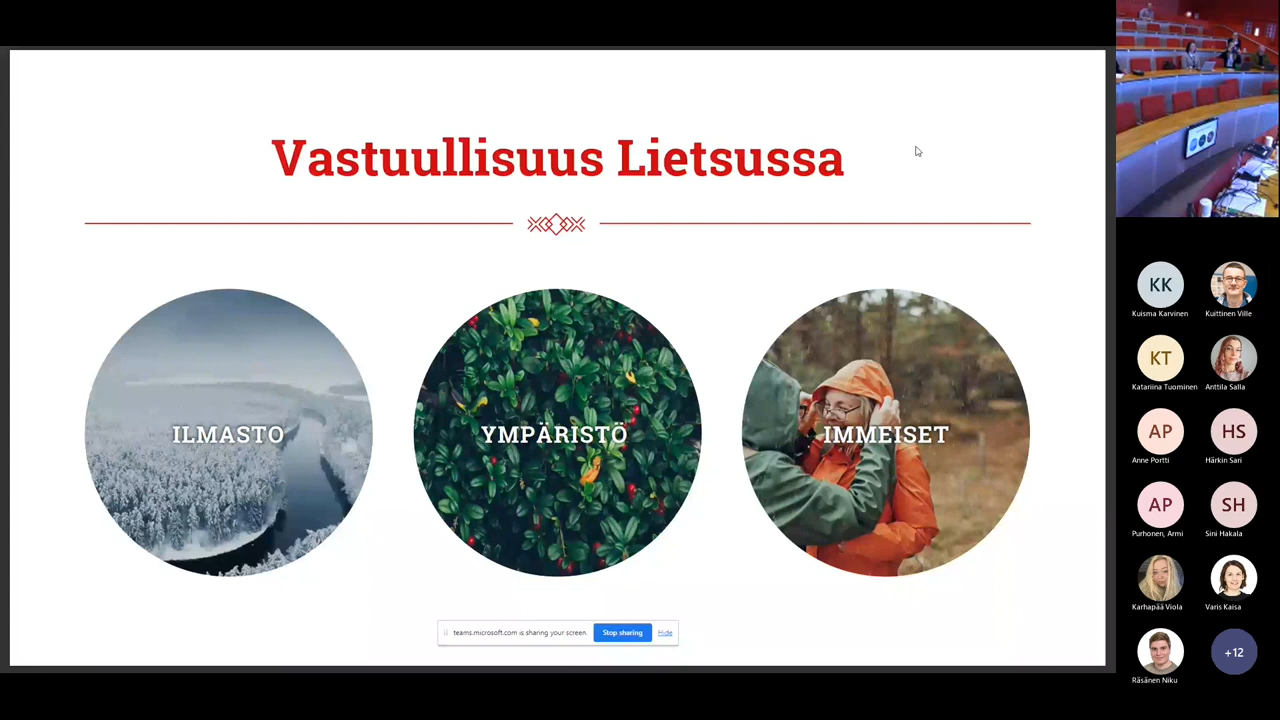 Vastuullisuus Lietsussa
ILMASTO
YMPÄRISTÖ
IMMEISET
teams.microsoft.com is sharing your screen.
Stop sharing
Hide
KK
Kuisma Karvinen
Kuittinen Ville
KT
Katariina Tuominen
Anttila Salla
AP
Anne Portti
HS
Härkin Sari
AP
Purhonen, Armi
SH
Sini Hakala
Karhapää Viola
Varis Kaisa
Räsänen Niku
+12